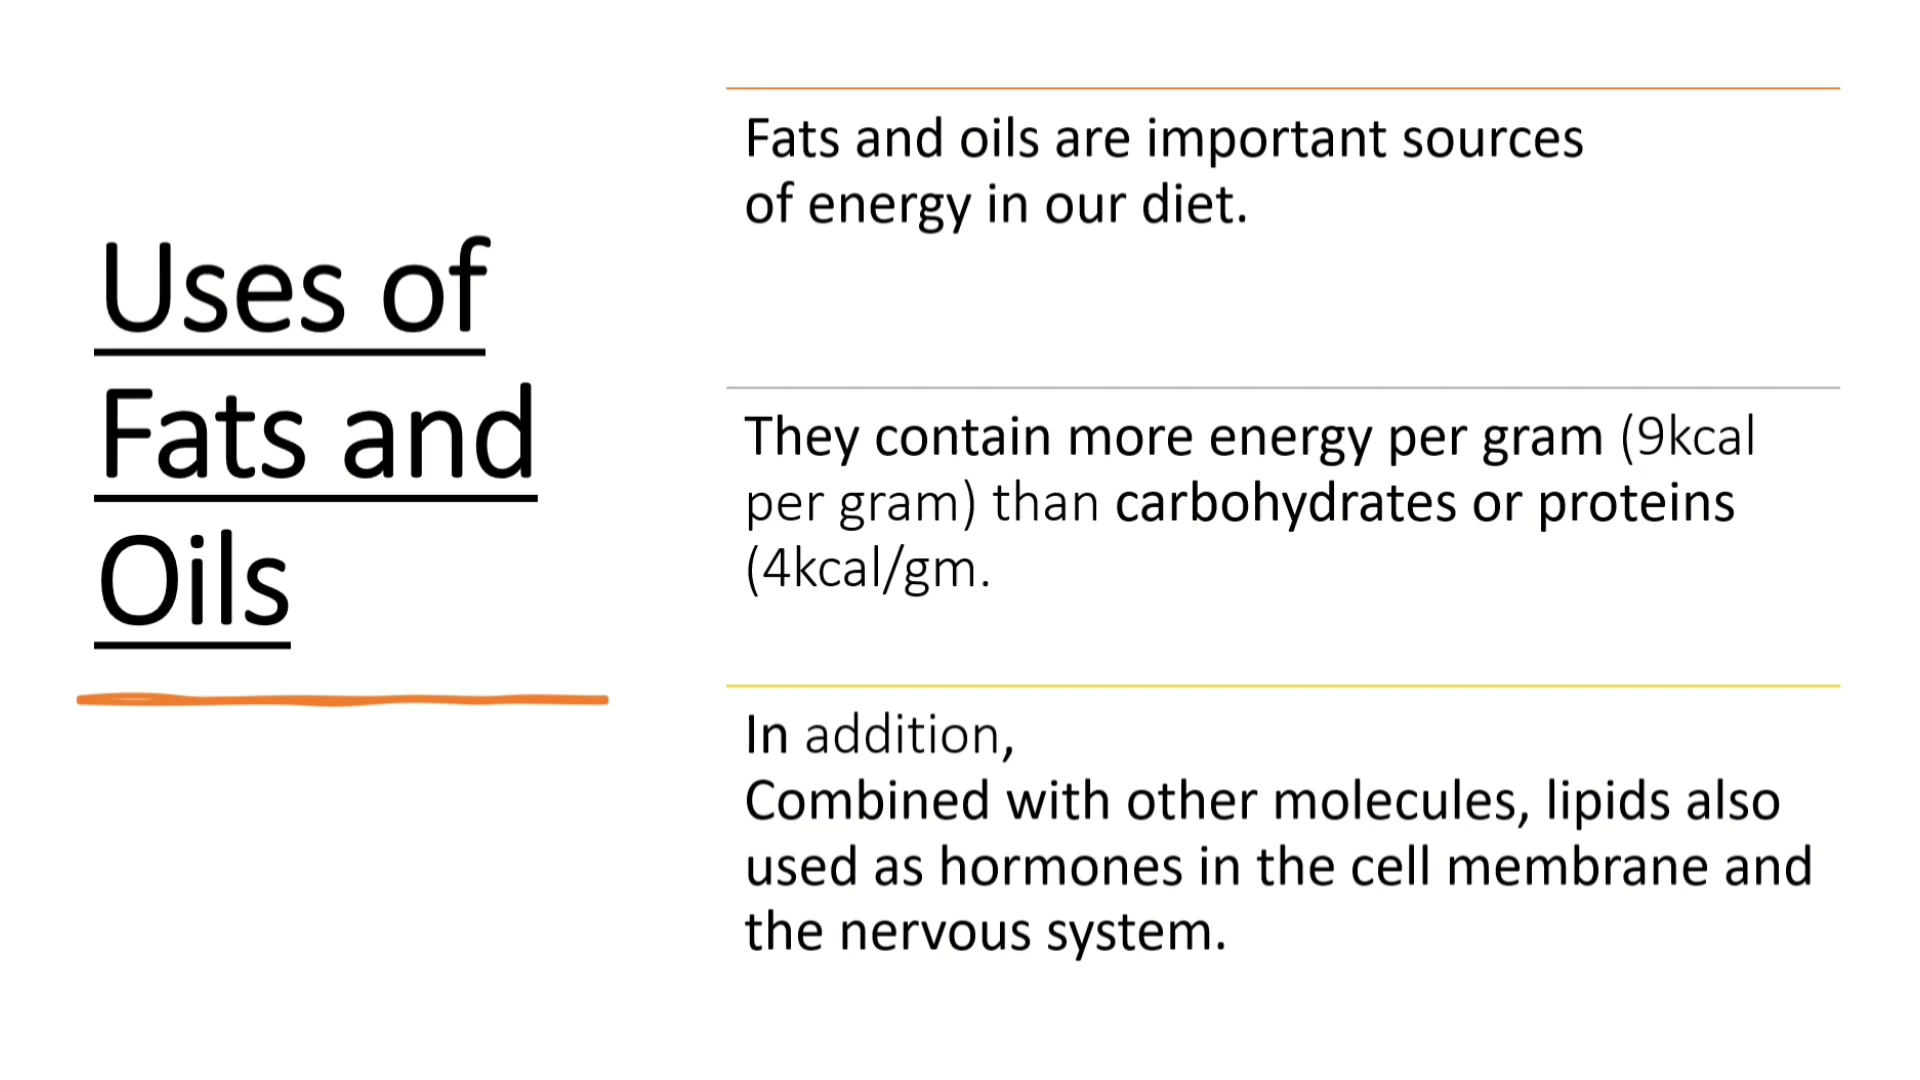 Uses of
Fats and
Oils
Fats and oils are important sources
of energy in our diet.
They contain more energy per gram (9kcal
per gram) than carbohydrates or proteins
(4kcal/gm.
In addition,
Combined with other molecules, lipids also
used as hormones in the cell membrane and
the nervous system.